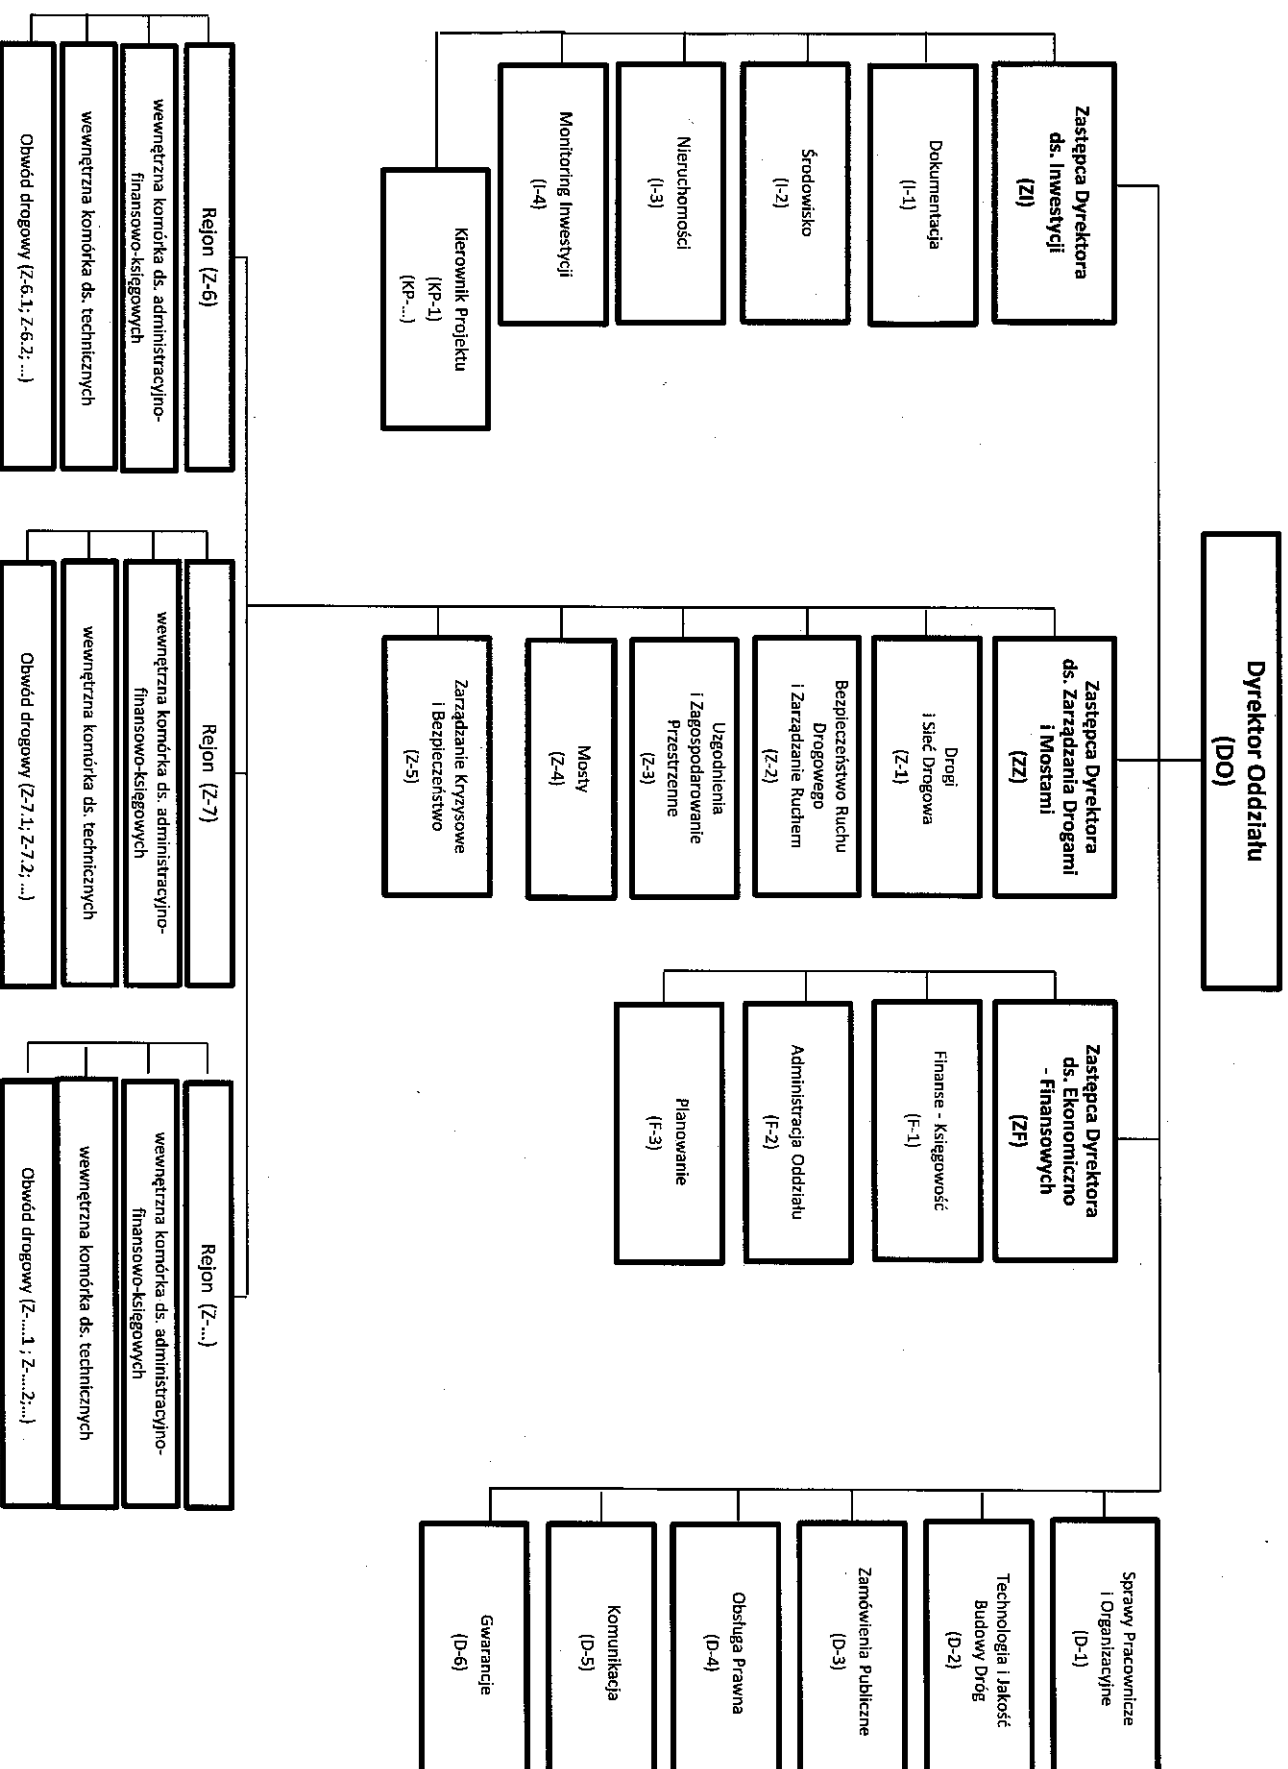 Dyrektor Oddziału
(DO)
Zastępca Dyrektora
ds. Inwestycji
(ZI)
Dokumentacja
(I-1)
Środowisko
(I-2)
Nieruchomości
(I-3)
Monitoring Inwestycji
(I-4)
Kierownik Projektu
(KP-1)
(KP-...)
Zastępca Dyrektora
ds. Zarządzania Drogami
i Mostami
(ZZ)
Drogi
i Sieć Drogowa
(Z-1)
Bezpieczeństwo Ruchu
Drogowego
i Zarządzanie Ruchem
(Z-2)
Uzgodnienia
i Zagospodarowanie
Przestrzenne
(Z-3)
Mosty
(Z-4)
Zarządzanie Kryzysowe
i Bezpieczeństwo
(Z-5)
Zastępca Dyrektora
ds. Ekonomiczno
- Finansowych
(ZF)
Finanse - Księgowość
(F-1)
Administracja Oddziału
(F-2)
Planowanie
(F-3)
Sprawy Pracownicze
i Organizacyjne
(D-1)
Technologia i Jakość
Budowy Dróg
(D-2)
Zamówienia Publiczne
(D-3)
Obsługa Prawna
(D-4)
Komunikacja
(D-5)
Gwarancje
(D-6)
Rejon (Z-6)
wewnętrzna komórka ds. administracyjno-
finansowo-księgowych
wewnętrzna komórka ds. technicznych
Obwód drogowy (Z-6.1; Z-6.2; ...)
Rejon (Z-7)
wewnętrzna komórka ds. administracyjno-
finansowo-księgowych
wewnętrzna komórka ds. technicznych
Obwód drogowy (Z-7.1; Z-7.2; ...)
Rejon (Z-...)
wewnętrzna komórka ds. administracyjno-
finansowo-księgowych
wewnętrzna komórka ds. technicznych
Obwód drogowy (Z-....1 ; Z-....2;...)